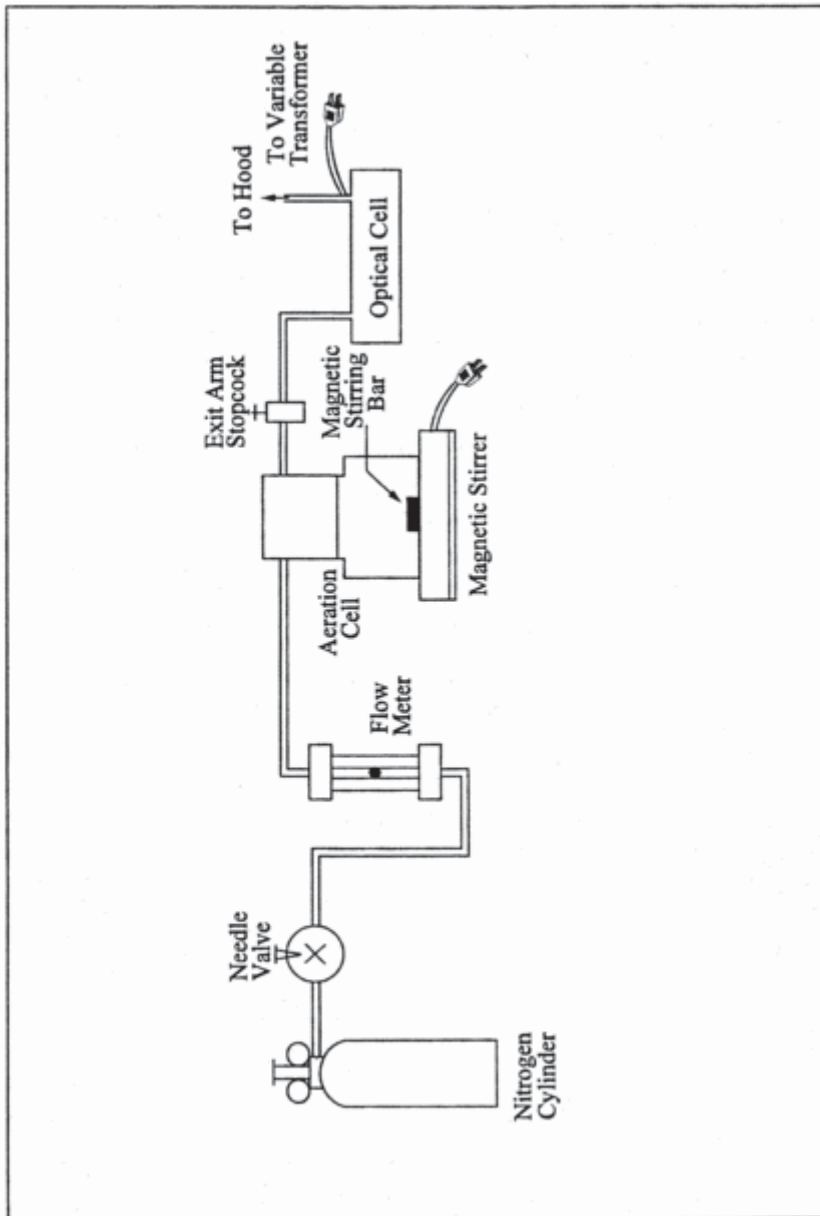 Nitrogen
Cylinder
Needle
Valve
Flow
Meter
Aeration
Cell
Exit Arm
Stopcock
Magnetic
Stirring
Bar
Magnetic Stirrer
Optical Cell
To Hood
To Variable
Transformer